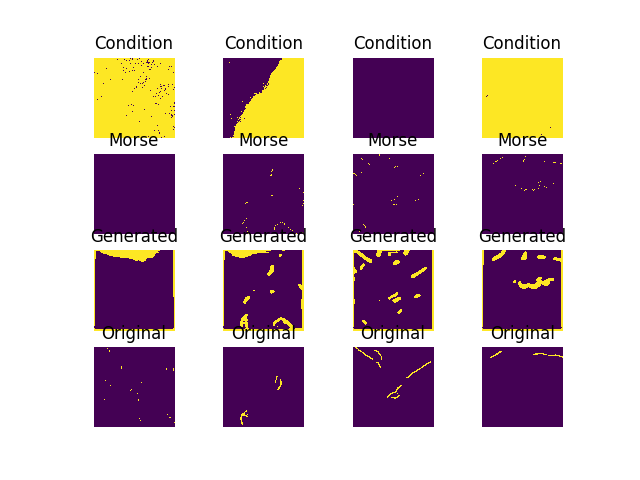 Condition Condition Condition Condition
Morse Morse Morse Morse
Generated Generated Generated Generated
Original Original Original Original